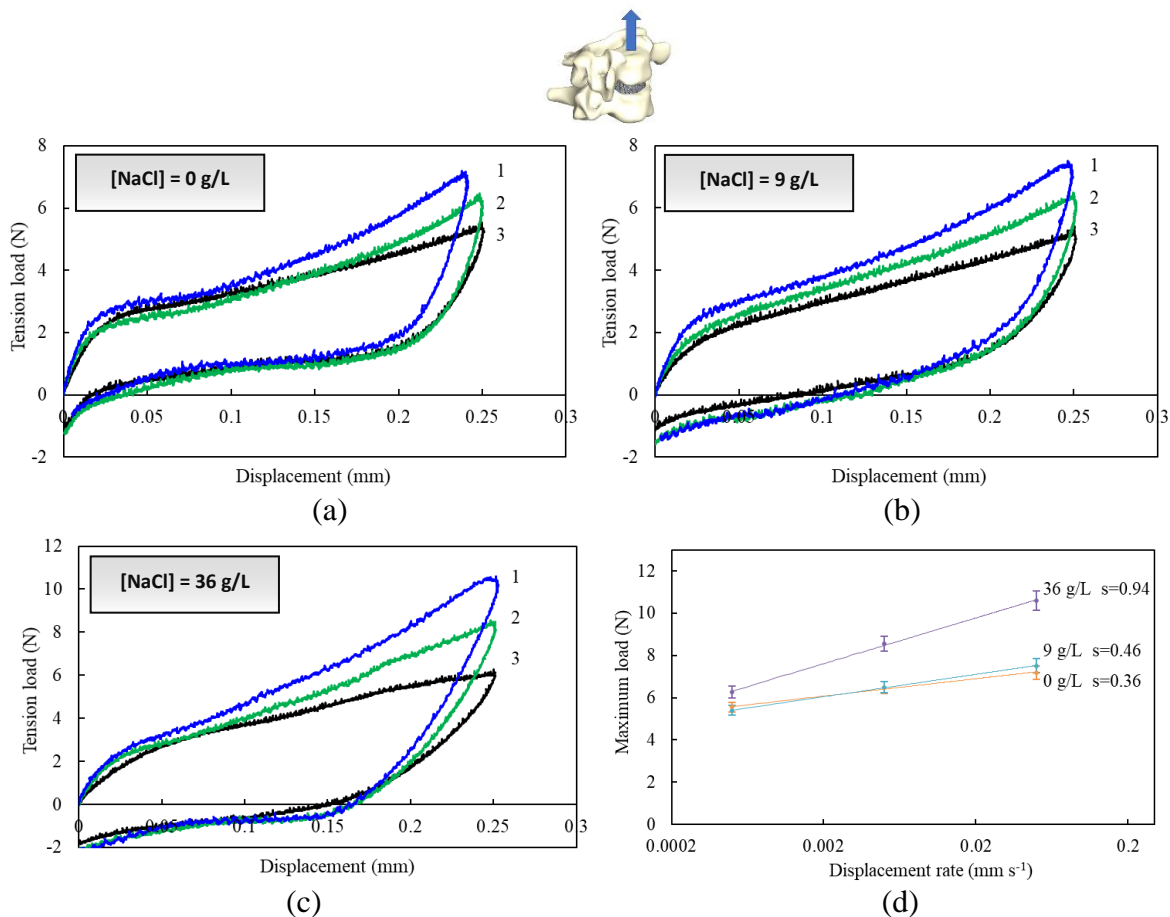 8
6
4
2
0
-2
Tension load (N)
[NaCl] = 0 g/L
1
2
3
0 0.05 0.1 0.15 0.2 0.25 0.3
Displacement (mm)
(a)
8
6
4
2
0
-2
Tension load (N)
[NaCl] = 9 g/L
1
2
3
0 0.05 0.1 0.15 0.2 0.25 0.3
Displacement (mm)
(b)
12
10
8
6
4
2
0
-2
Tension load (N)
[NaCl] = 36 g/L
1
2
3
0 0.05 0.1 0.15 0.2 0.25 0.3
Displacement (mm)
(c)
12
10
8
6
4
2
0
Maximum load (N)
36 g/L s=0.94
9 g/L s=0.46
0 g/L s=0.36
0.0002 0.002 0.02 0.2
Displacement rate (mm s⁻¹)
(d)